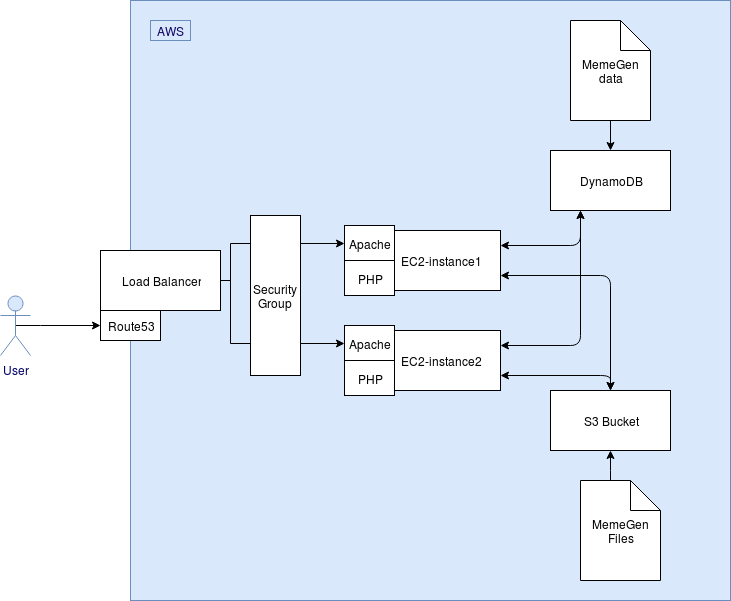 AWS
MemeGen
data
DynamoDB
Apache
PHP
EC2-instance1
Load Balancer
Route53
Security
Group
User
Apache
PHP
EC2-instance2
S3 Bucket
MemeGen
Files